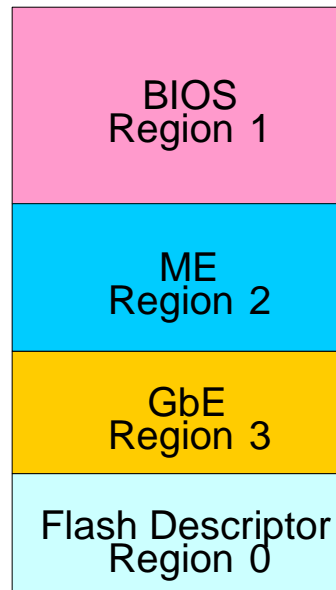 BIOS
Region 1
ME
Region 2
GbE
Region 3
Flash Descriptor
Region 0